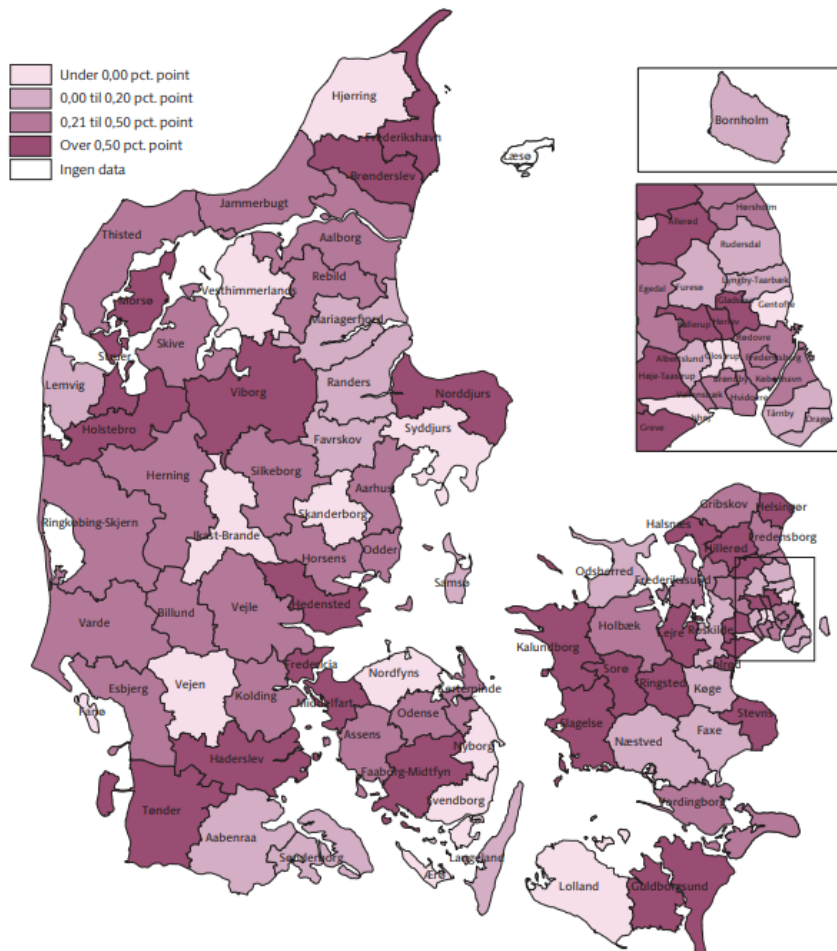 Under 0,00 pct. point
0,00 til 0,20 pct. point
0,21 til 0,50 pct. point
Over 0,50 pct. point
Ingen data
Hjørring
Frederikshavn
Læsø
Brønderslev
Jammerbugt
Thisted
Aalborg
Vesthimmerlands
Rebild
Morsø
Mariagerfjord
Skive
Struer
Lemvig
Randers
Viborg
Norddjurs
Holstebro
Syddjurs
Favrskov
Herning
Silkeborg
Aarhus
Skanderborg
Ringkøbing-Skjern
Ikast-Brande
Horsens
Odder
Samsø
Hedensted
Varde
Billund
Vejle
Fredericia
Nordfyns
Esbjerg
Vejen
Kolding
Middelfart
Kerteminde
Fanø
Assens
Odense
Nyborg
Haderslev
Faaborg-Midtfyn
Svendborg
Tønder
Aabenraa
Sønderborg
Langeland
Ærø
Bornholm
Hørsholm
Allerød
Rudersdal
Lyngby-Taarbæk
Egedal
Furesø
Gladsaxe
Gentofte
Ballerup
Herlev
Rødovre
Albertslund
Glostrup
Frederiksberg
Høje-Taastrup
Brøndby
København
Vallensbæk
Hvidovre
Ishøj
Tårnby
Dragør
Greve
Gribskov
Helsingør
Halsnæs
Fredensborg
Hillerød
Odsherred
Frederikssund
Holbæk
Roskilde
Kalundborg
Lejre
Solrød
Sorø
Ringsted
Køge
Stevns
Slagelse
Faxe
Næstved
Vordingborg
Lolland
Guldborgsund